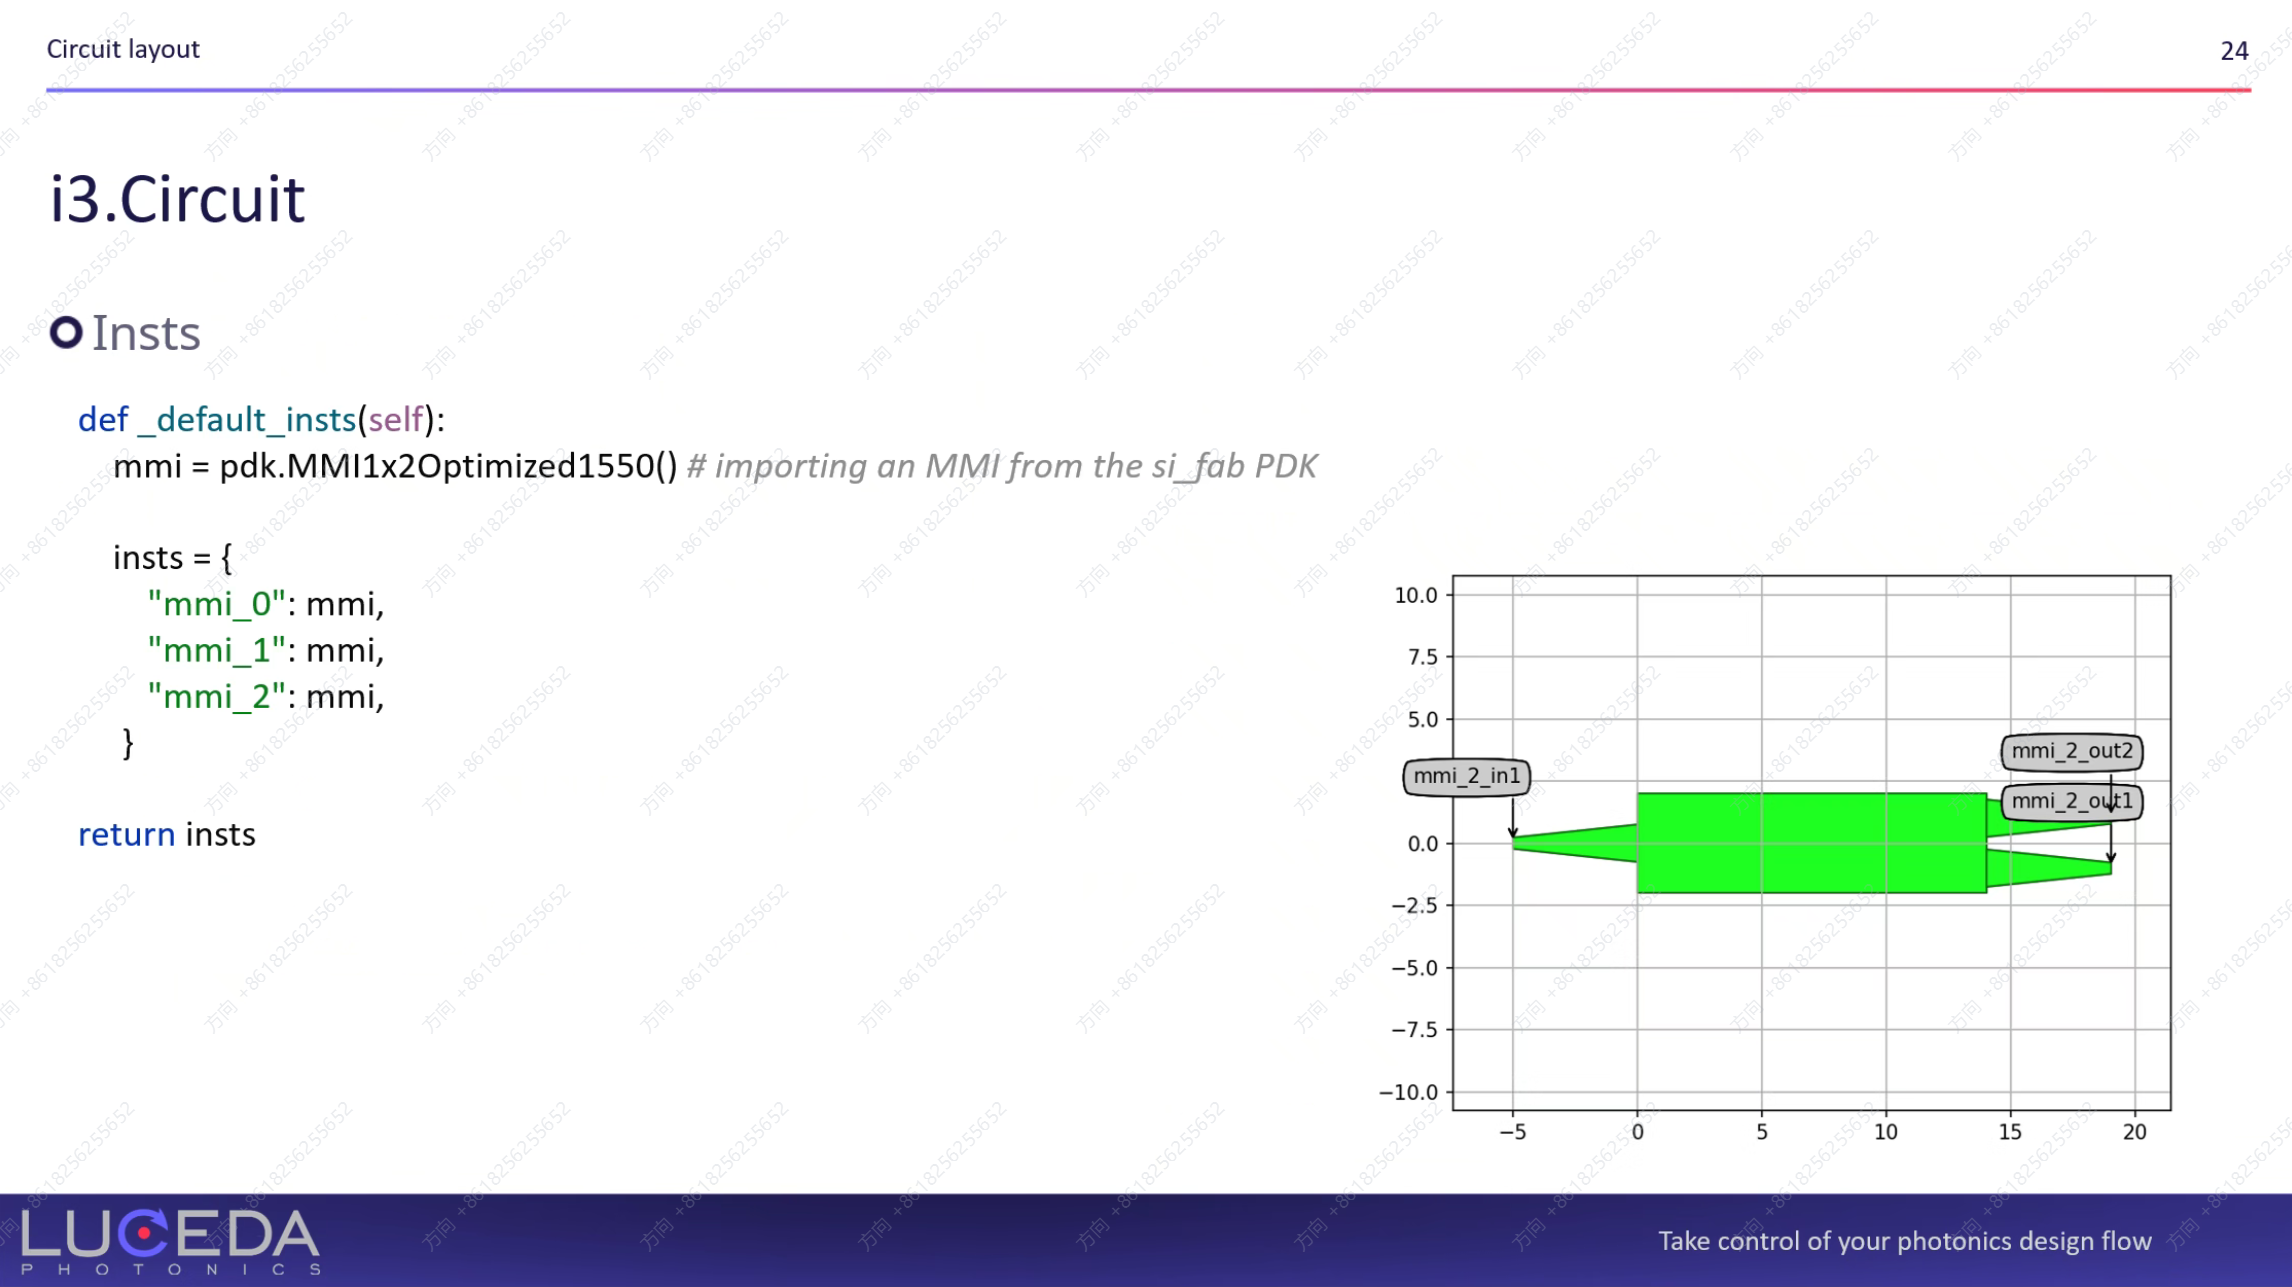 Circuit layout
24
i3.Circuit
Insts
def _default_insts(self):
mmi = pdk.MMI1x2Optimized1550() # importing an MMI from the si_fab PDK
insts = {
"mmi_0": mmi,
"mmi_1": mmi,
"mmi_2": mmi,
}
return insts
10.0
7.5
5.0
0.0
−2.5
−5.0
−7.5
−10.0
−5
0
5
10
15
20
mmi_2_in1
mmi_2_out2
mmi_2_out1
LUCEDA
PHOTONICS
Take control of your photonics design flow
方向 +8618256255652